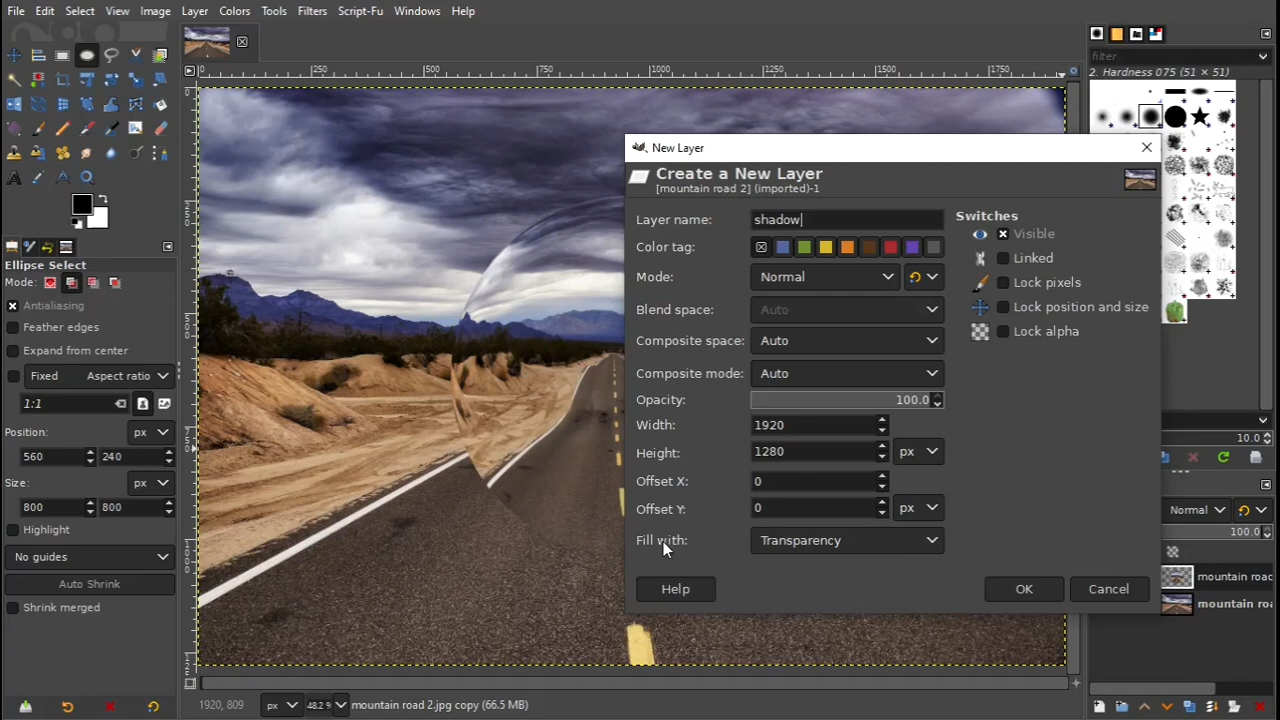 File Edit Select View Image Layer Colors Tools Filters Script-Fu Windows Help
0 250 500 750 1000 1250 1500 1750
Ellipse Select
Mode:
Antialiasing
Feather edges
Expand from center
Fixed Aspect ratio
1:1
Position: px
560 240
Size: px
800 800
Highlight
No guides
Auto Shrink
Shrink merged
New Layer
Create a New Layer
[mountain road 2] (imported)-1
Layer name: shadow
Color tag:
Mode: Normal
Blend space: Auto
Composite space: Auto
Composite mode: Auto
Opacity: 100.0
Width: 1920
Height: 1280 px
Offset X: 0
Offset Y: 0 px
Fill with: Transparency
Switches
Visible
Linked
Lock pixels
Lock position and size
Lock alpha
Help OK Cancel
filter
2. Hardness 075 (51 × 51)
10.0
Normal
100.0
mountain road
mountain roa
1920, 809 px 48.2 % mountain road 2.jpg copy (66.5 MB)